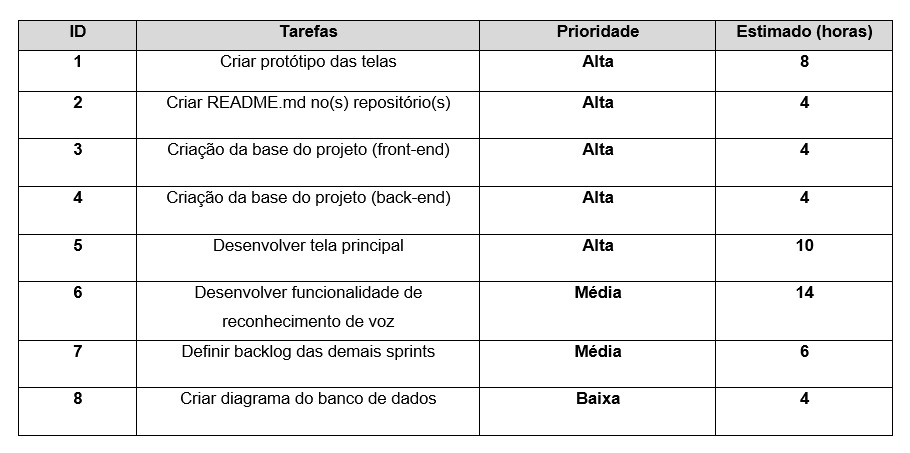 ID Tarefas Prioridade Estimado (horas)
1 Criar protótipo das telas Alta 8
2 Criar README.md no(s) repositório(s) Alta 4
3 Criação da base do projeto (front-end) Alta 4
4 Criação da base do projeto (back-end) Alta 4
5 Desenvolver tela principal Alta 10
6 Desenvolver funcionalidade de Média 14
reconhecimento de voz
7 Definir backlog das demais sprints Média 6
8 Criar diagrama do banco de dados Baixa 4